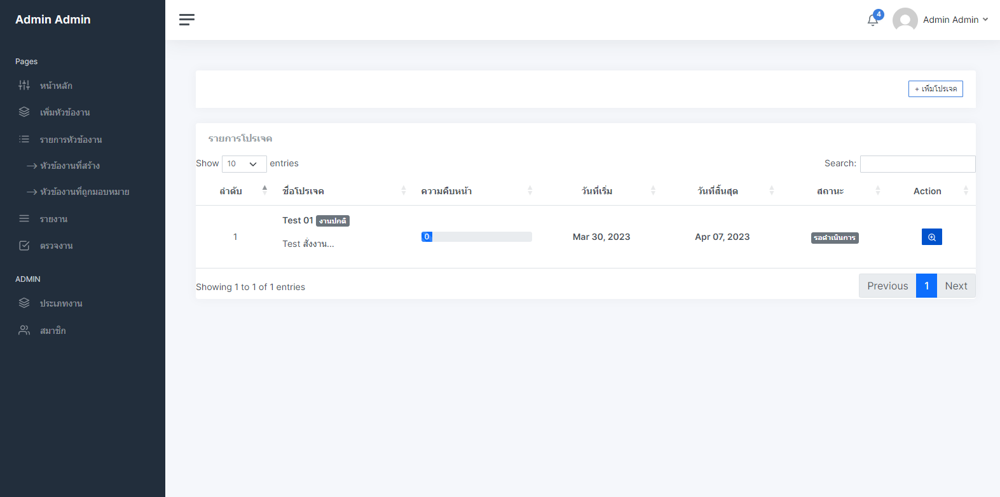 Admin Admin
4
Admin Admin
Pages
หน้าหลัก
เพิ่มหัวข้องาน
รายการหัวข้องาน
หัวข้องานที่สร้าง
หัวข้องานที่ถูกมอบหมาย
รายงาน
ตรวจงาน
ADMIN
ประเภทงาน
สมาชิก
+ เพิ่มโปรเจค
รายการโปรเจค
Show 10 entries
Search:
ลำดับ ชื่อโปรเจค ความคืบหน้า วันที่เริ่ม วันที่สิ้นสุด สถานะ Action
Test 01 งานปกติ
1 0 Mar 30, 2023 Apr 07, 2023 รอดำเนินการ
Test สั่งงาน...
Showing 1 to 1 of 1 entries
Previous 1 Next